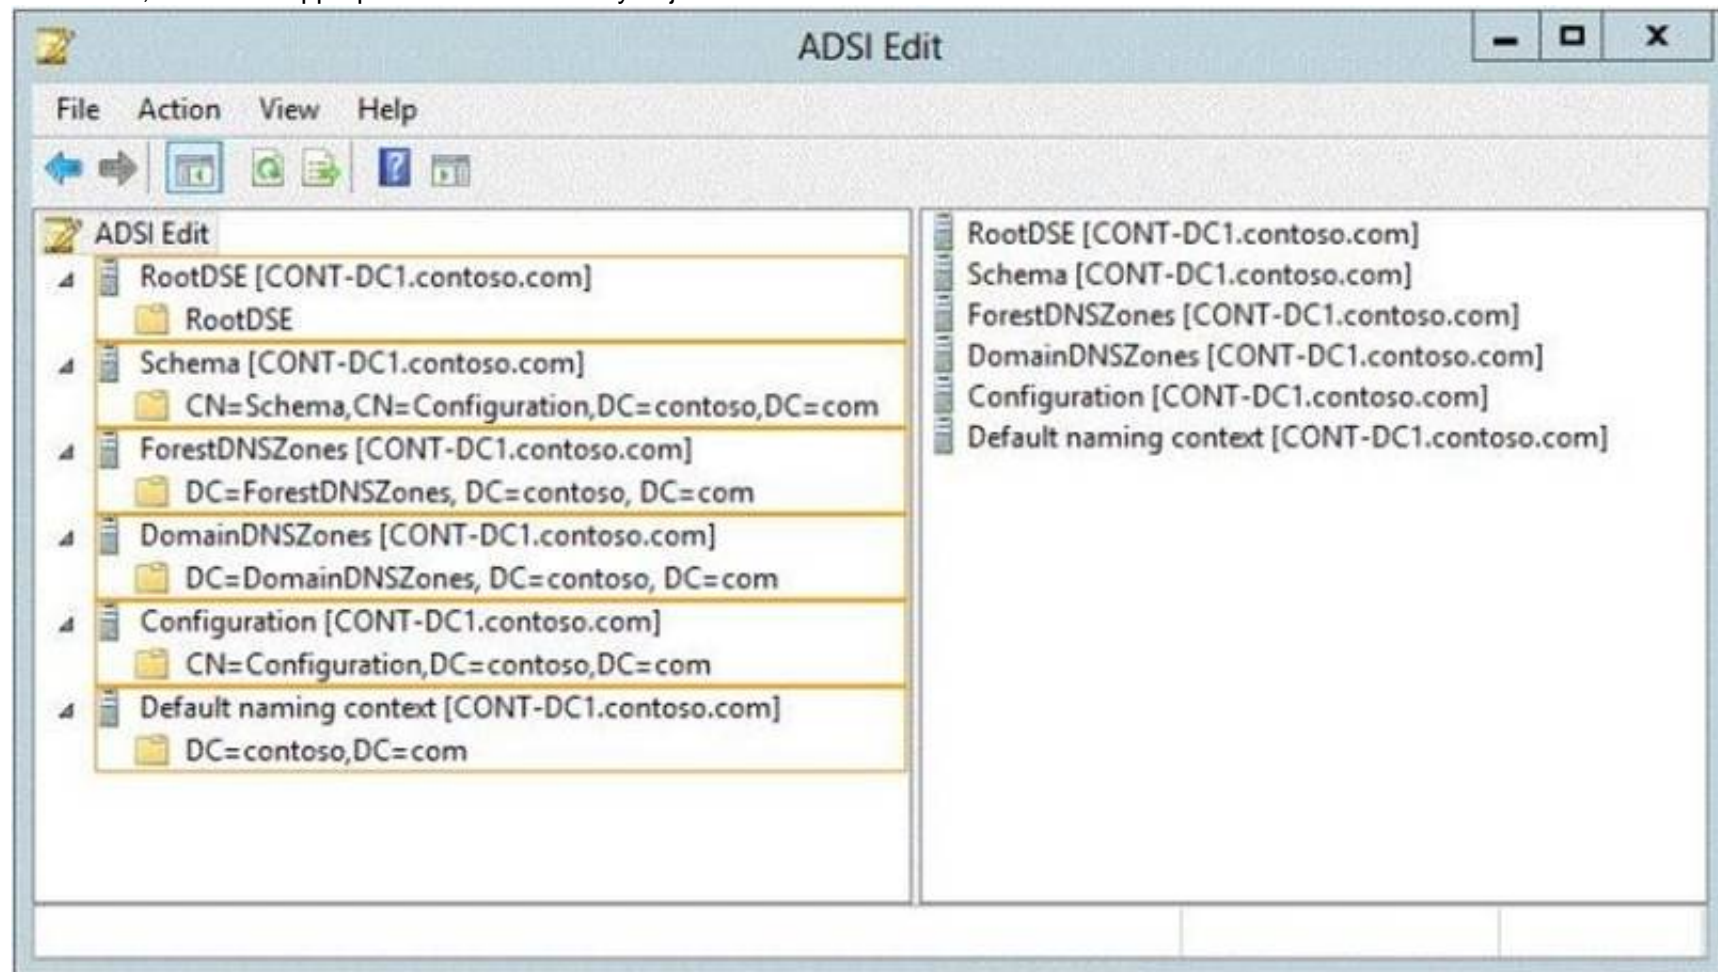 ADSI Edit
File Action View Help
ADSI Edit
RootDSE [CONT-DC1.contoso.com]
RootDSE
Schema [CONT-DC1.contoso.com]
CN=Schema,CN=Configuration,DC=contoso,DC=com
ForestDNSZones [CONT-DC1.contoso.com]
DC=ForestDNSZones, DC=contoso, DC=com
DomainDNSZones [CONT-DC1.contoso.com]
DC=DomainDNSZones, DC=contoso, DC=com
Configuration [CONT-DC1.contoso.com]
CN=Configuration,DC=contoso,DC=com
Default naming context [CONT-DC1.contoso.com]
DC=contoso,DC=com
RootDSE [CONT-DC1.contoso.com]
Schema [CONT-DC1.contoso.com]
ForestDNSZones [CONT-DC1.contoso.com]
DomainDNSZones [CONT-DC1.contoso.com]
Configuration [CONT-DC1.contoso.com]
Default naming context [CONT-DC1.contoso.com]